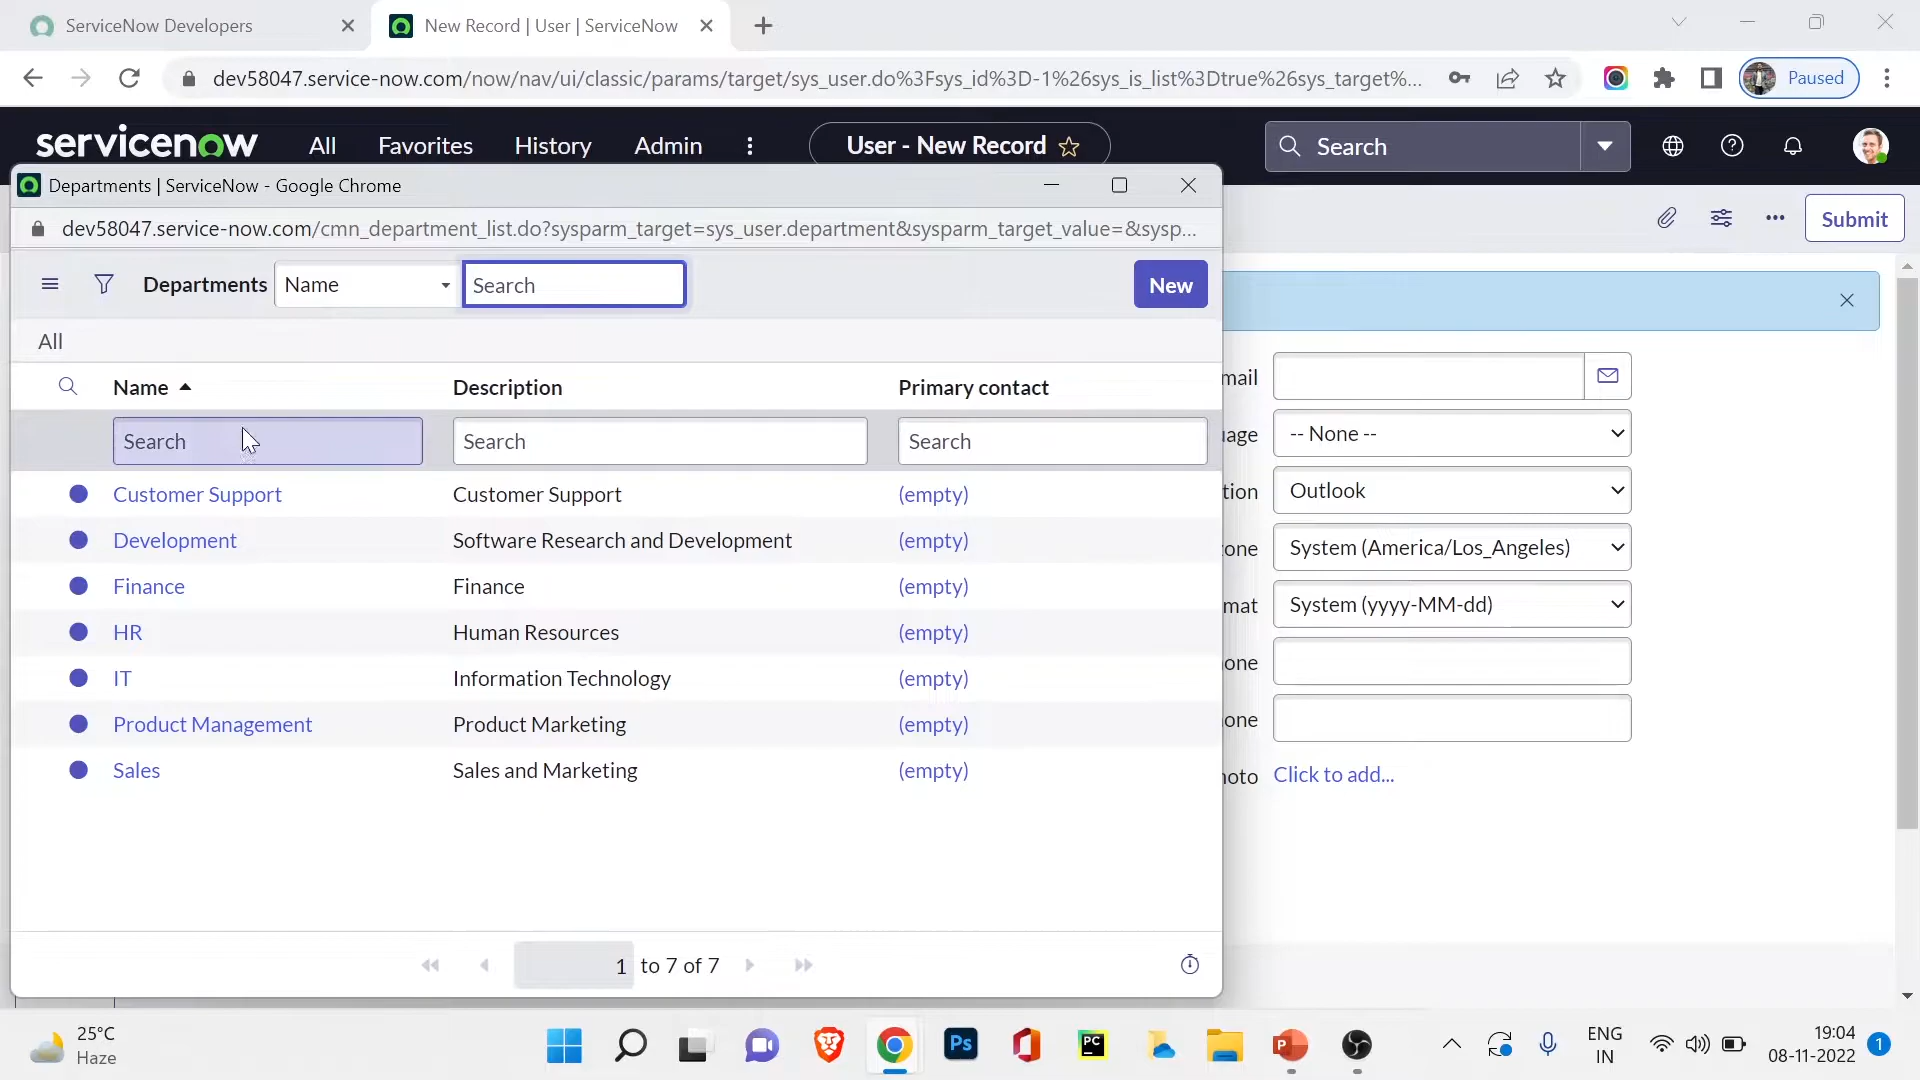 ServiceNow Developers
New Record | User | ServiceNow
dev58047.service-now.com/now/nav/ui/classic/params/target/sys_user.do%3Fsys_id%3D-1%26sys_is_list%3Dtrue%26sys_target%...
Paused
servicenow All Favorites History Admin User - New Record Search
Departments | ServiceNow - Google Chrome
dev58047.service-now.com/cmn_department_list.do?sysparm_target=sys_user.department&sysparm_target_value=&sysp...
Submit
Departments Name Search New
All
Name Description Primary contact
Search Search Search
Customer Support Customer Support (empty)
Development Software Research and Development (empty)
Finance Finance (empty)
HR Human Resources (empty)
IT Information Technology (empty)
Product Management Product Marketing (empty)
Sales Sales and Marketing (empty)
1 to 7 of 7
mail
uage -- None --
tion Outlook
zone System (America/Los_Angeles)
mat System (yyyy-MM-dd)
one
one
hoto Click to add...
25°C
Haze
Ps
PC
ENG
IN
19:04
08-11-2022
1